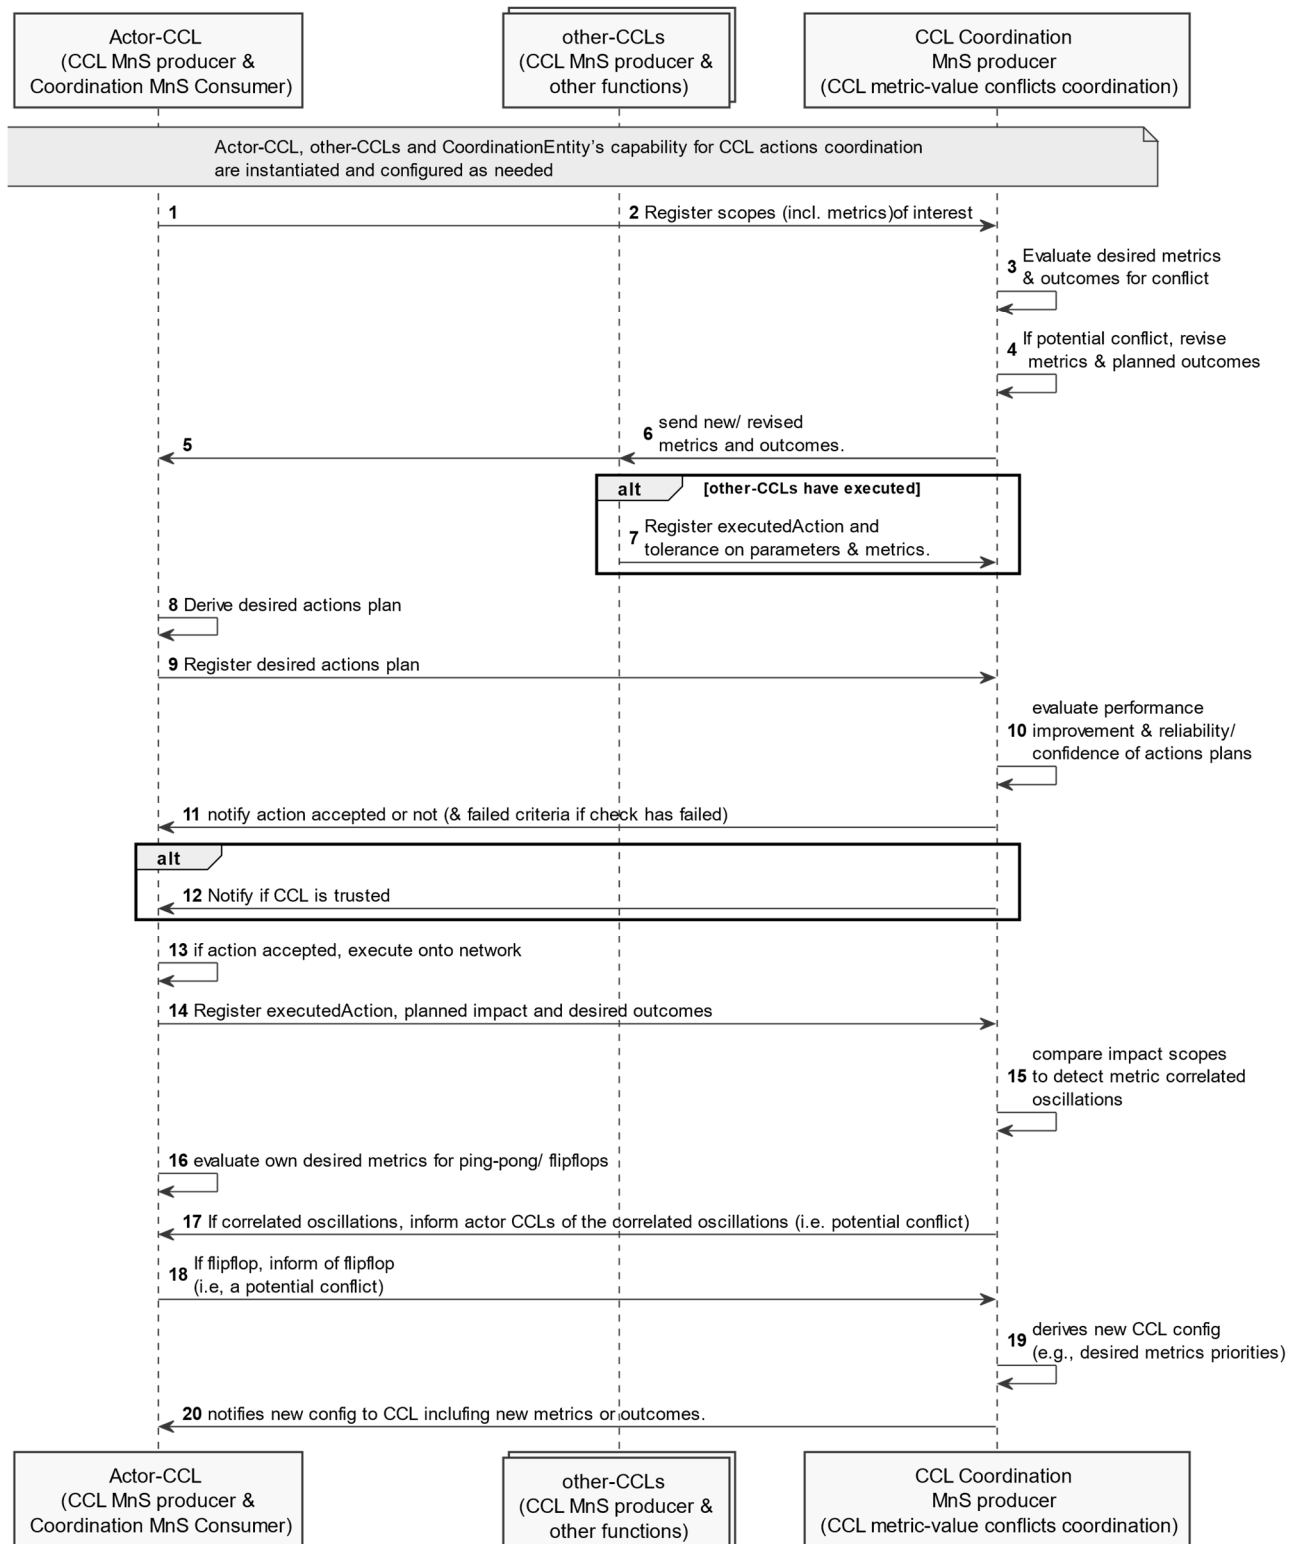 Actor-CCL
(CCL MnS producer &
Coordination MnS Consumer)
other-CCLs
(CCL MnS producer &
other functions)
CCL Coordination
MnS producer
(CCL metric-value conflicts coordination)
Actor-CCL, other-CCLs and CoordinationEntity's capability for CCL actions coordination
are instantiated and configured as needed
1
2 Register scopes (incl. metrics)of interest
3 Evaluate desired metrics
& outcomes for conflict
4 If potential conflict, revise
metrics & planned outcomes
5
6 send new/ revised
metrics and outcomes.
alt [other-CCLs have executed]
7 Register executedAction and
tolerance on parameters & metrics.
8 Derive desired actions plan
9 Register desired actions plan
10 evaluate performance
improvement & reliability/
confidence of actions plans
11 notify action accepted or not (& failed criteria if check has failed)
alt
12 Notify if CCL is trusted
13 if action accepted, execute onto network
14 Register executedAction, planned impact and desired outcomes
15 compare impact scopes
to detect metric correlated
oscillations
16 evaluate own desired metrics for ping-pong/ flipflops
17 If correlated oscillations, inform actor CCLs of the correlated oscillations (i.e. potential conflict)
18 If flipflop, inform of flipflop
(i.e, a potential conflict)
19 derives new CCL config
(e.g., desired metrics priorities)
20 notifies new config to CCL inclufing new metrics or outcomes.
Actor-CCL
(CCL MnS producer &
Coordination MnS Consumer)
other-CCLs
(CCL MnS producer &
other functions)
CCL Coordination
MnS producer
(CCL metric-value conflicts coordination)